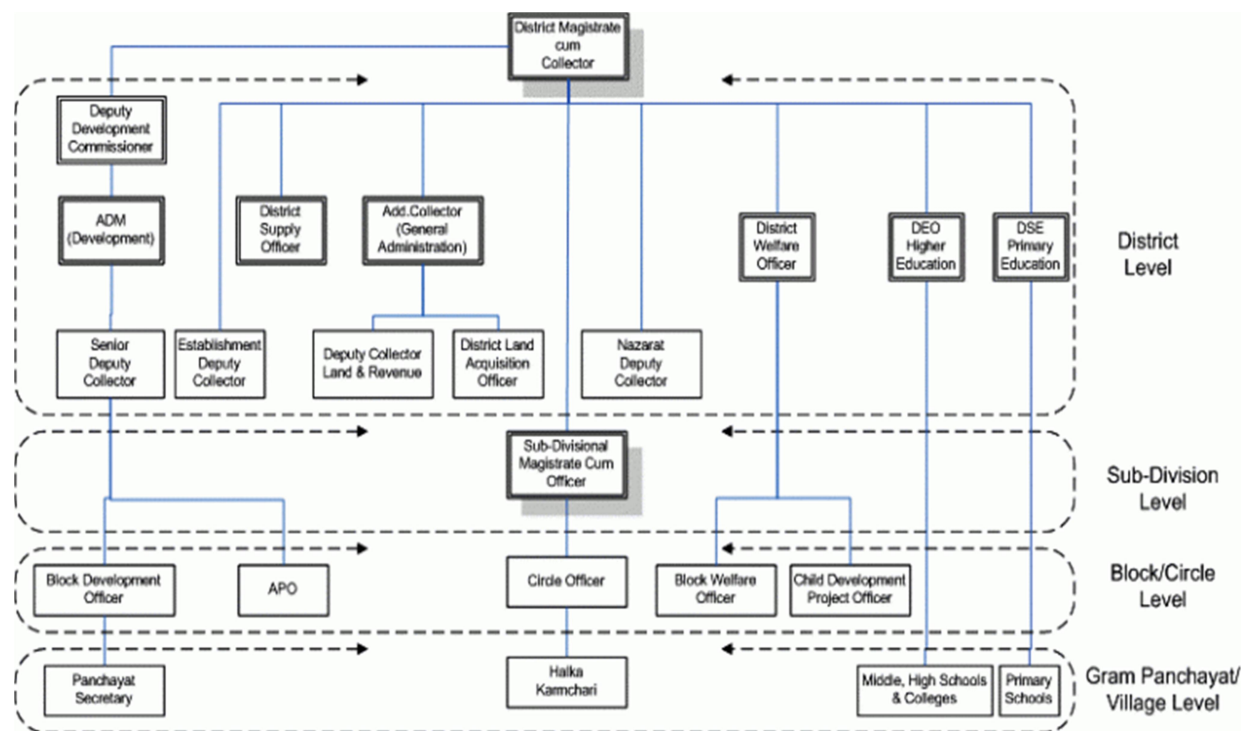 District Magistrate
cum
Collector
Deputy
Development
Commissioner
ADM
(Development)
District
Supply
Officer
Add.Collector
(General
Administration)
District
Welfare
Officer
DEO
Higher
Education
DSE
Primary
Education
District
Level
Senior
Deputy
Collector
Establishment
Deputy
Collector
Deputy Collector
Land & Revenue
District Land
Acquisition
Officer
Nazarat
Deputy
Collector
Sub-Divisional
Magistrate Cum
Officer
Sub-Division
Level
Block Development
Officer
APO
Circle Officer
Block Welfare
Officer
Child Development
Project Officer
Block/Circle
Level
Panchayat
Secretary
Halka
Karmchari
Middle, High Schools
& Colleges
Primary
Schools
Gram Panchayat/
Village Level